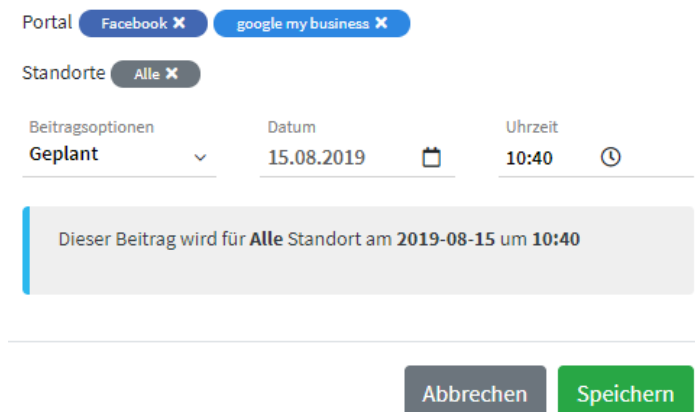 Portal Facebook ✖ google my business ✖
Standorte Alle ✖
Beitragsoptionen Datum Uhrzeit
Geplant 15.08.2019 10:40
Dieser Beitrag wird für Alle Standort am 2019-08-15 um 10:40
Abbrechen Speichern